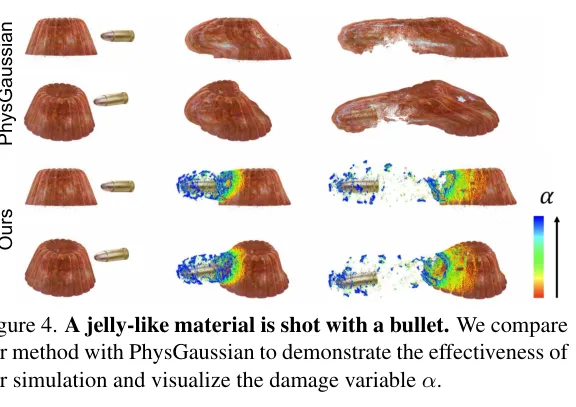 PhysGaussian
Ours
α
gure 4. A jelly-like material is shot with a bullet. We compare
r method with PhysGaussian to demonstrate the effectiveness of
r simulation and visualize the damage variable α.